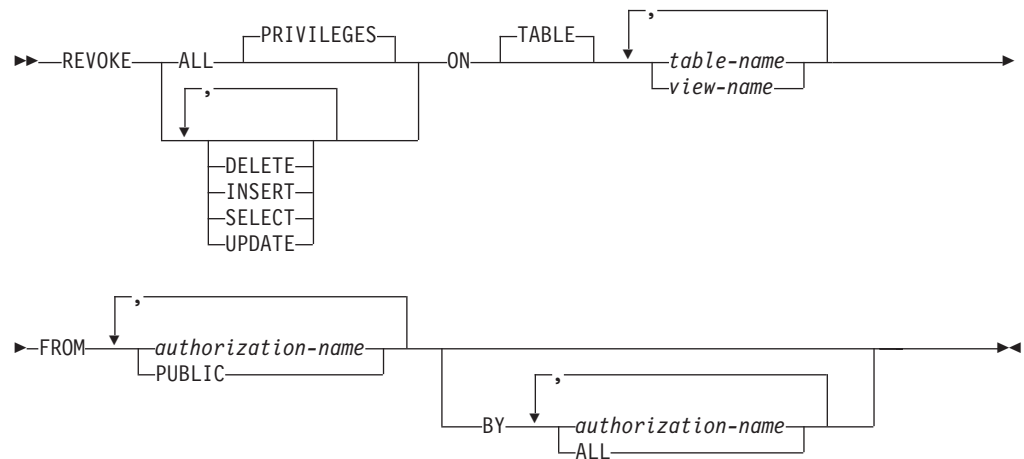 PRIVILEGES TABLE ,
REVOKE ALL ON table-name
, view-name
DELETE
INSERT
SELECT
UPDATE
,
FROM authorization-name
PUBLIC ,
BY authorization-name
ALL